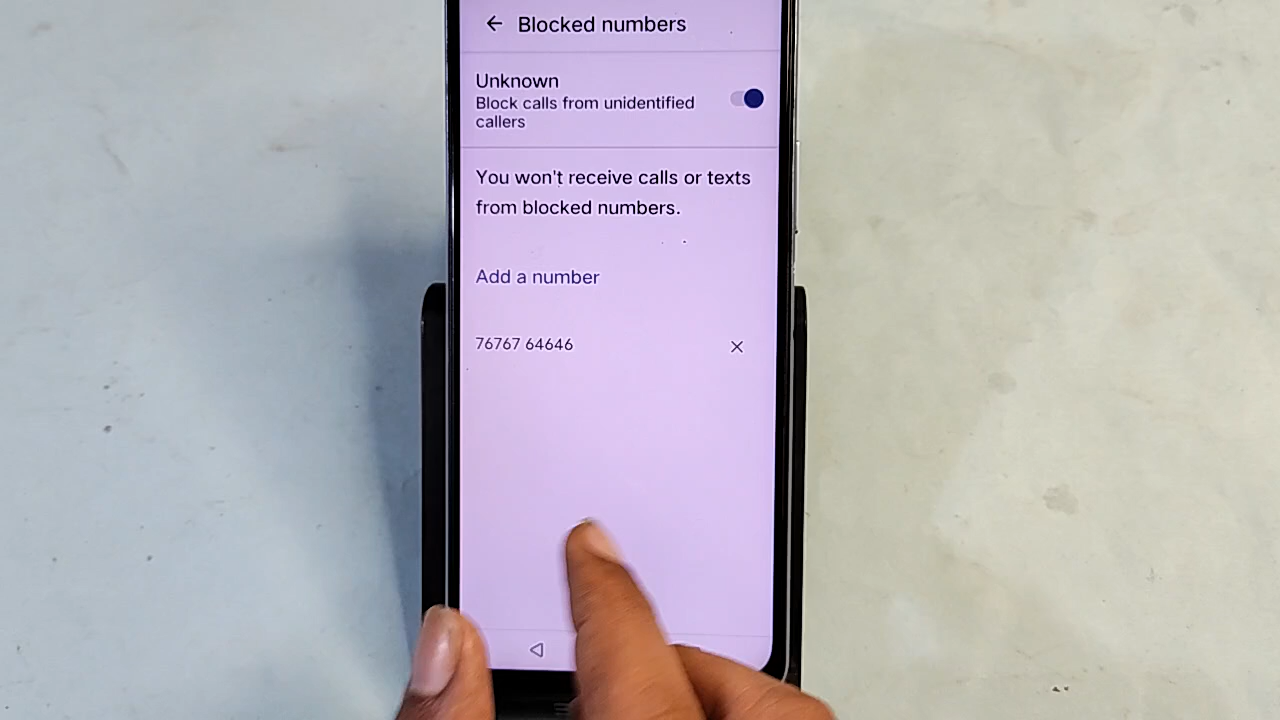 Blocked numbers
Unknown
Block calls from unidentified
callers
You won't receive calls or texts
from blocked numbers.
Add a number
76767 64646